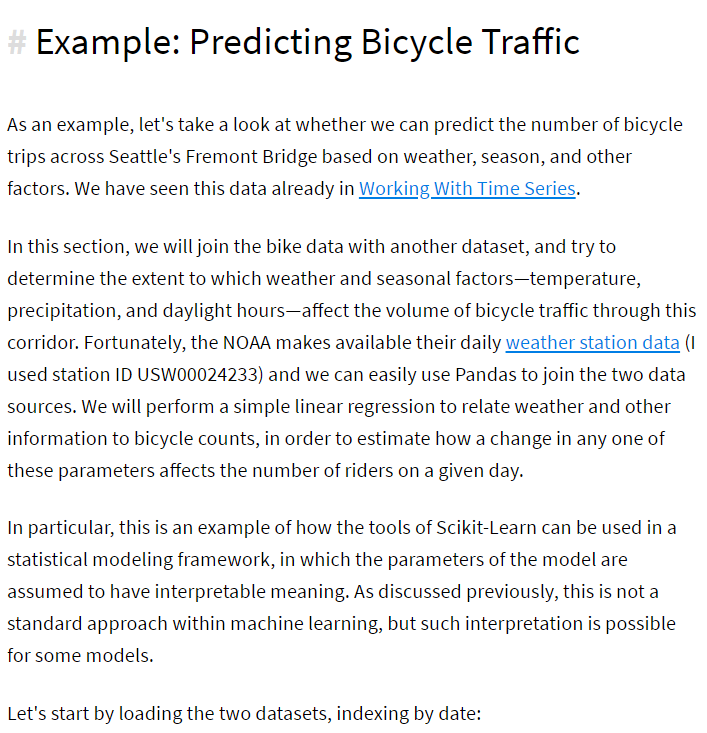 # Example: Predicting Bicycle Traffic
As an example, let's take a look at whether we can predict the number of bicycle
trips across Seattle's Fremont Bridge based on weather, season, and other
factors. We have seen this data already in Working With Time Series.
In this section, we will join the bike data with another dataset, and try to
determine the extent to which weather and seasonal factors—temperature,
precipitation, and daylight hours—affect the volume of bicycle traffic through this
corridor. Fortunately, the NOAA makes available their daily weather station data (I
used station ID USW00024233) and we can easily use Pandas to join the two data
sources. We will perform a simple linear regression to relate weather and other
information to bicycle counts, in order to estimate how a change in any one of
these parameters affects the number of riders on a given day.
In particular, this is an example of how the tools of Scikit-Learn can be used in a
statistical modeling framework, in which the parameters of the model are
assumed to have interpretable meaning. As discussed previously, this is not a
standard approach within machine learning, but such interpretation is possible
for some models.
Let's start by loading the two datasets, indexing by date: